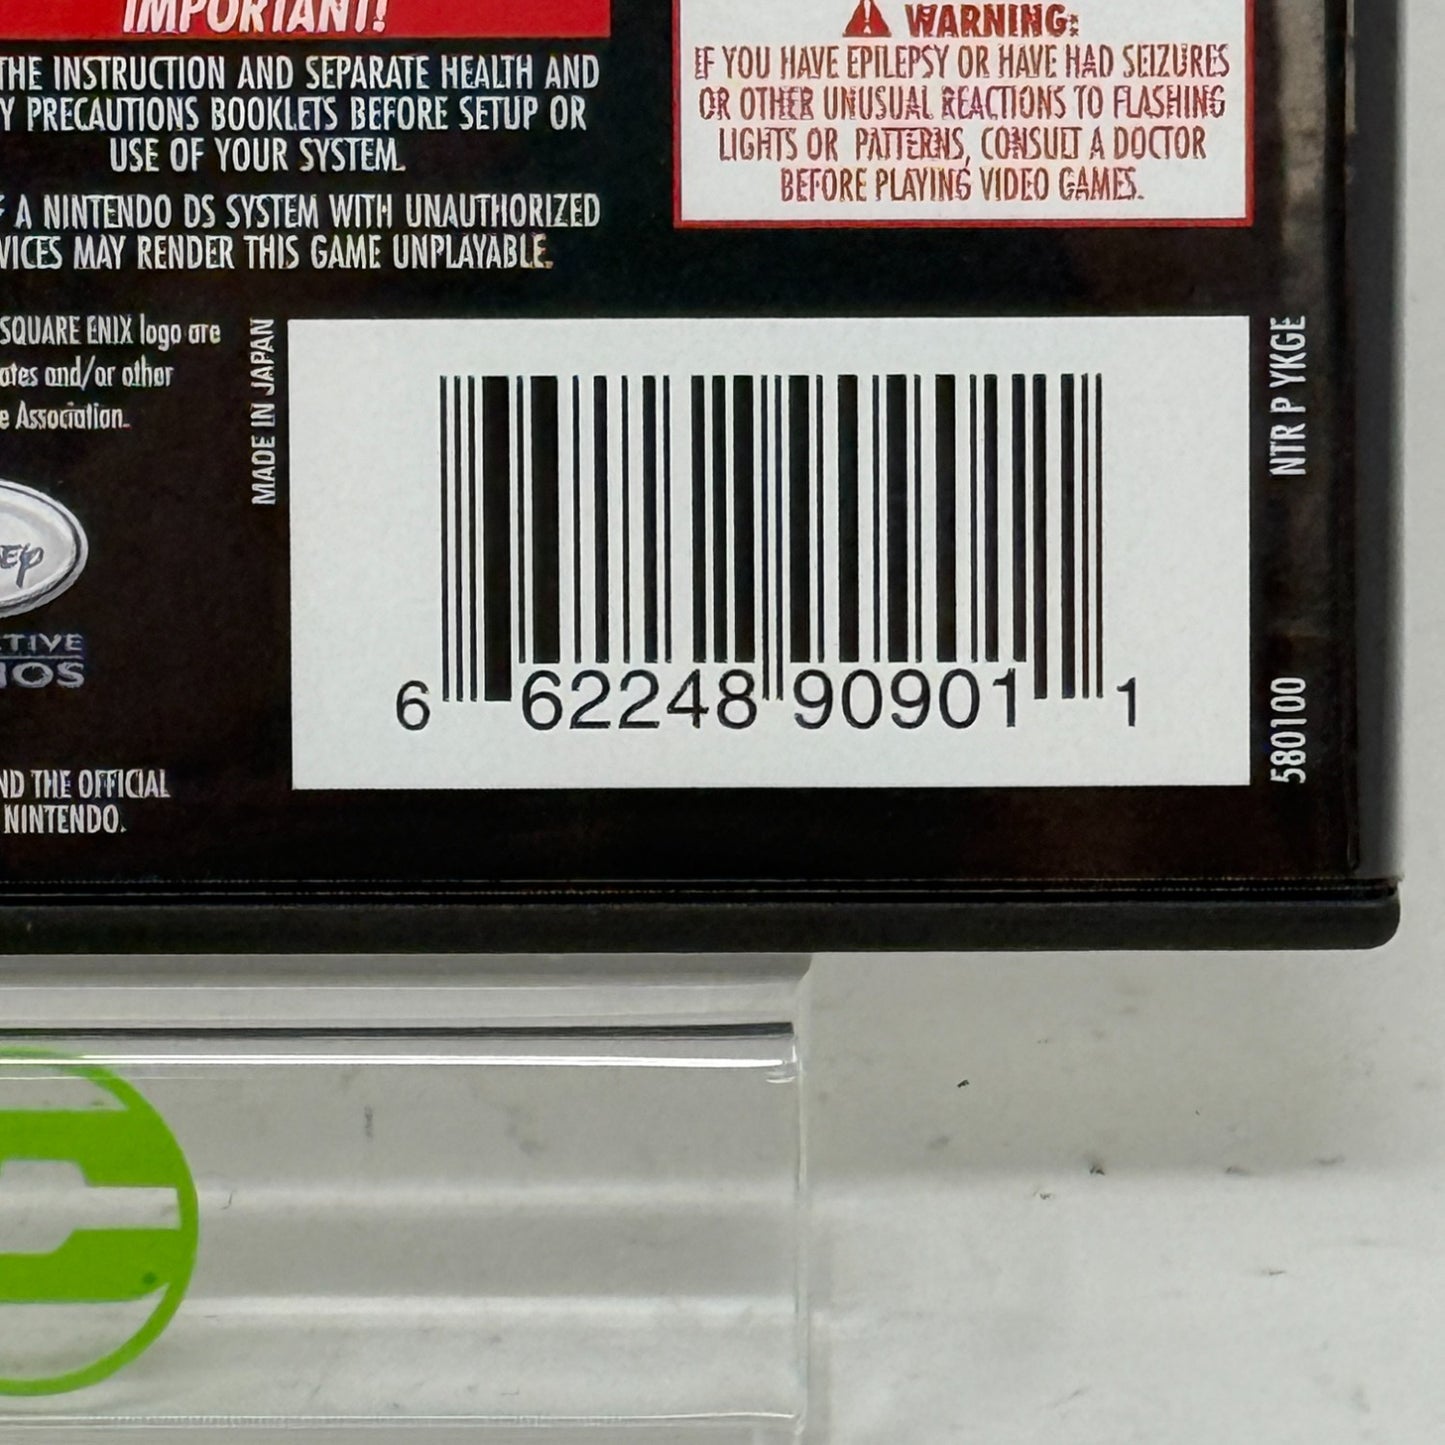 IMPORTANT!
THE INSTRUCTION AND SEPARATE HEALTH AND
Y PRECAUTIONS BOOKLETS BEFORE SETUP OR
USE OF YOUR SYSTEM.
F A NINTENDO DS SYSTEM WITH UNAUTHORIZED
VICES MAY RENDER THIS GAME UNPLAYABLE.
WARNING:
IF YOU HAVE EPILEPSY OR HAVE HAD SEIZURES
OR OTHER UNUSUAL REACTIONS TO FLASHING
LIGHTS OR PATTERNS, CONSULT A DOCTOR
BEFORE PLAYING VIDEO GAMES.
SQUARE ENIX logo are
ates and/or other
e Association.
MADE IN JAPAN
NEY
TIVE
IOS
ND THE OFFICIAL
NINTENDO.
6 62248 90901 1
NTR P YKGE
580100